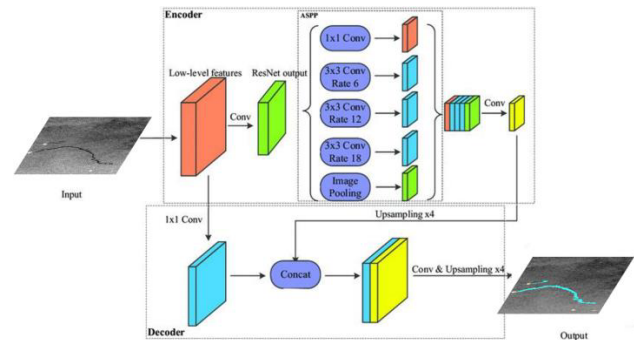 Encoder
ASPP
Low-level features
ResNet output
1x1 Conv
3x3 Conv
Rate 6
3x3 Conv
Rate 12
3x3 Conv
Rate 18
Image
Pooling
Conv
Conv
Input
1x1 Conv
Upsampling x4
Concat
Conv & Upsampling x4
Decoder
Output